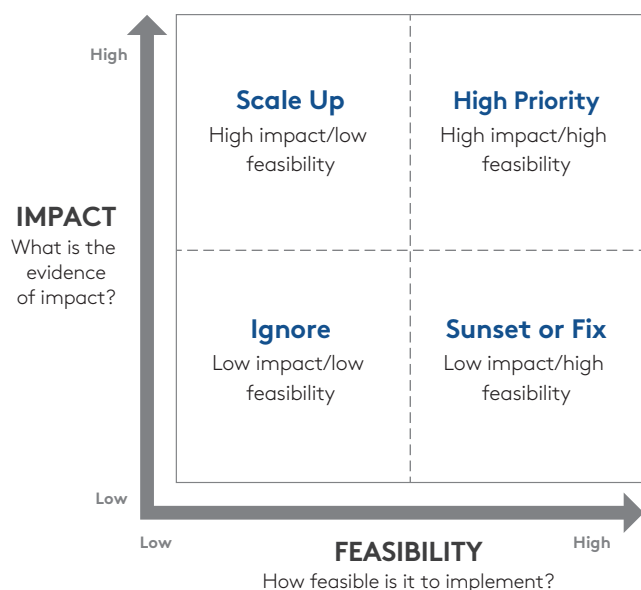 High
Scale Up
High impact/low
feasibility
High Priority
High impact/high
feasibility
IMPACT
What is the
evidence
of impact?
Ignore
Low impact/low
feasibility
Sunset or Fix
Low impact/high
feasibility
Low
Low
FEASIBILITY
High
How feasible is it to implement?